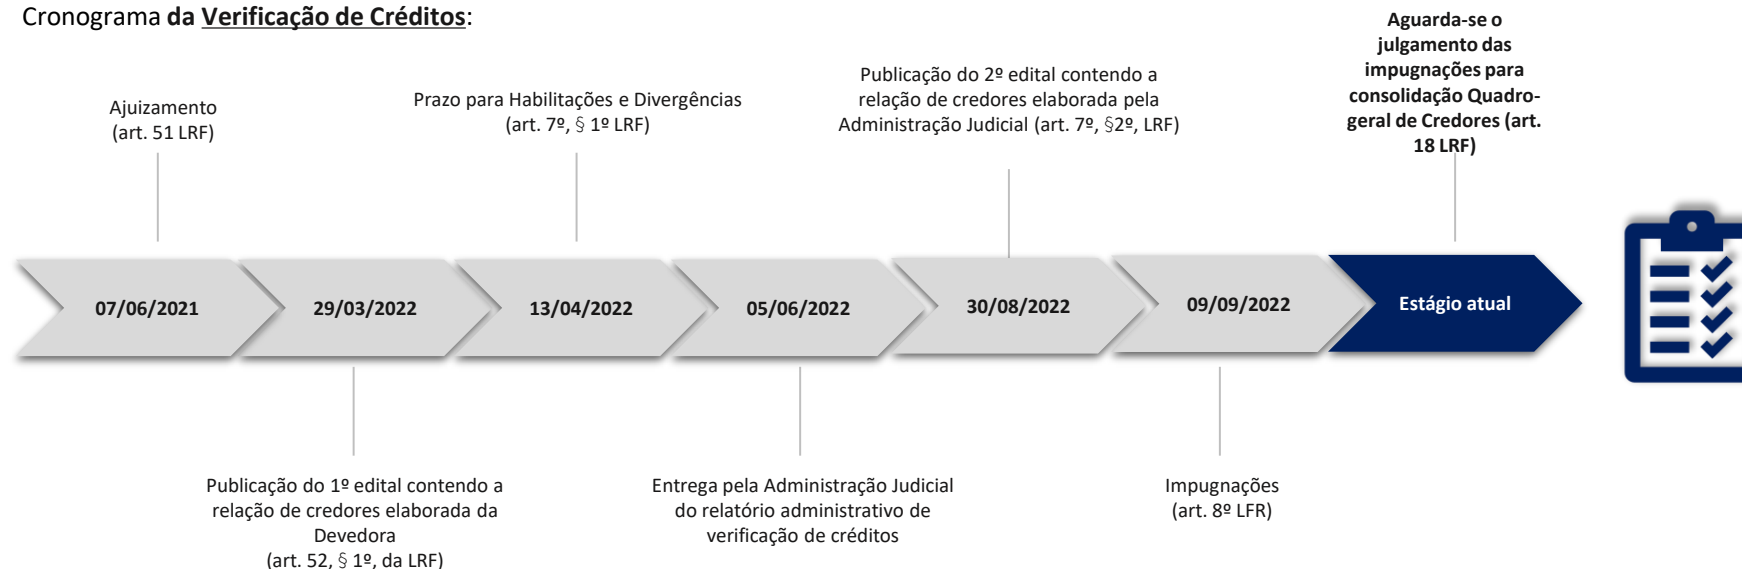 Cronograma da Verificação de Créditos:
Ajuizamento
(art. 51 LRF)
Prazo para Habilitações e Divergências
(art. 7º, § 1º LRF)
Publicação do 2º edital contendo a
relação de credores elaborada pela
Administração Judicial (art. 7º, §2º, LRF)
Aguarda-se o
julgamento das
impugnações para
consolidação Quadro-
geral de Credores (art.
18 LRF)
07/06/2021
29/03/2022
13/04/2022
05/06/2022
30/08/2022
09/09/2022
Estágio atual
Publicação do 1º edital contendo a
relação de credores elaborada da
Devedora
(art. 52, § 1º, da LRF)
Entrega pela Administração Judicial
do relatório administrativo de
verificação de créditos
Impugnações
(art. 8º LFR)